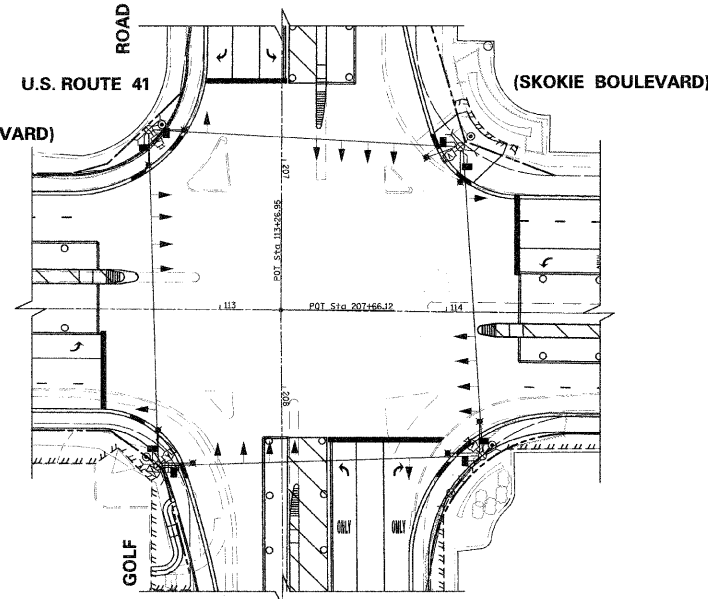 ROAD
U.S. ROUTE 41
(SKOKIE BOULEVARD)
VARD)
207
POT Sta 113+26.95
113
POT Sta 207+66.12
114
208
ONLY
ONLY
GOLF